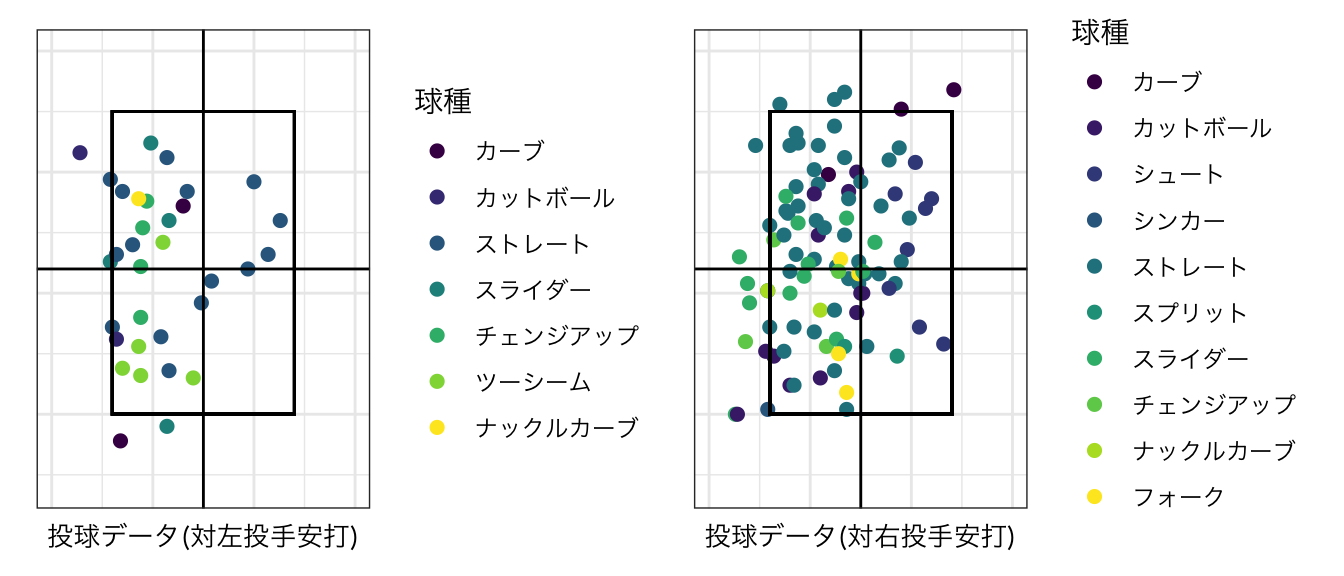 球種
カーブ
カットボール
ストレート
スライダー
チェンジアップ
ツーシーム
ナックルカーブ
投球データ(対左投手安打)
球種
カーブ
カットボール
シュート
シンカー
ストレート
スプリット
スライダー
チェンジアップ
ナックルカーブ
フォーク
投球データ(対右投手安打)